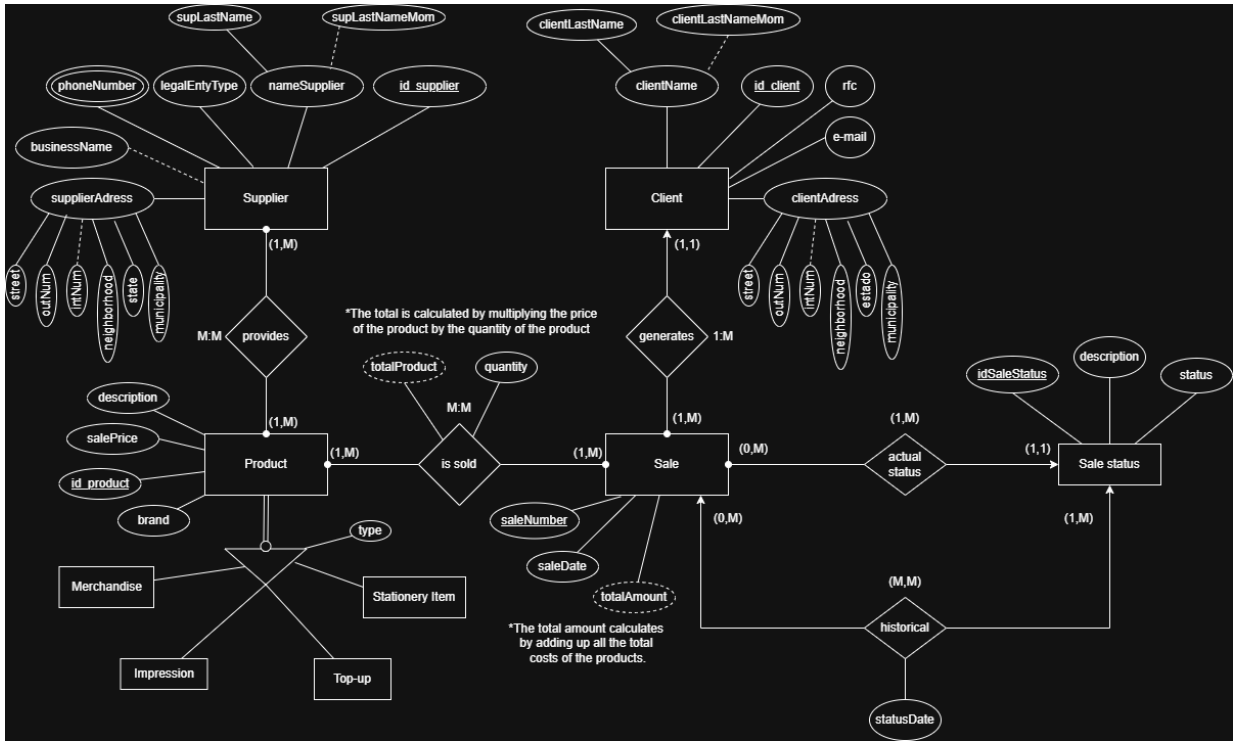 supLastName
supLastNameMom
clientLastName
clientLastNameMom
phoneNumber
legalEntyType
nameSupplier
id_supplier
clientName
id_client
rfc
e-mail
businessName
supplierAdress
Supplier
Client
clientAdress
(1,M)
(1,1)
street
outNum
intNum
neighborhood
state
municipality
street
outNum
intNum
neighborhood
estado
municipality
*The total is calculated by multiplying the price
of the product by the quantity of the product
M:M
provides
generates
1:M
totalProduct
quantity
description
idSaleStatus
status
description
M:M
(1,M)
(1,M)
(1,M)
salePrice
Product
(1,M)
is sold
(1,M)
Sale
(0,M)
actual
status
(1,1)
Sale status
id_product
brand
saleNumber
(0,M)
(1,M)
type
saleDate
Merchandise
Stationery Item
totalAmount
(M,M)
*The total amount calculates
by adding up all the total
costs of the products.
historical
Impression
Top-up
statusDate